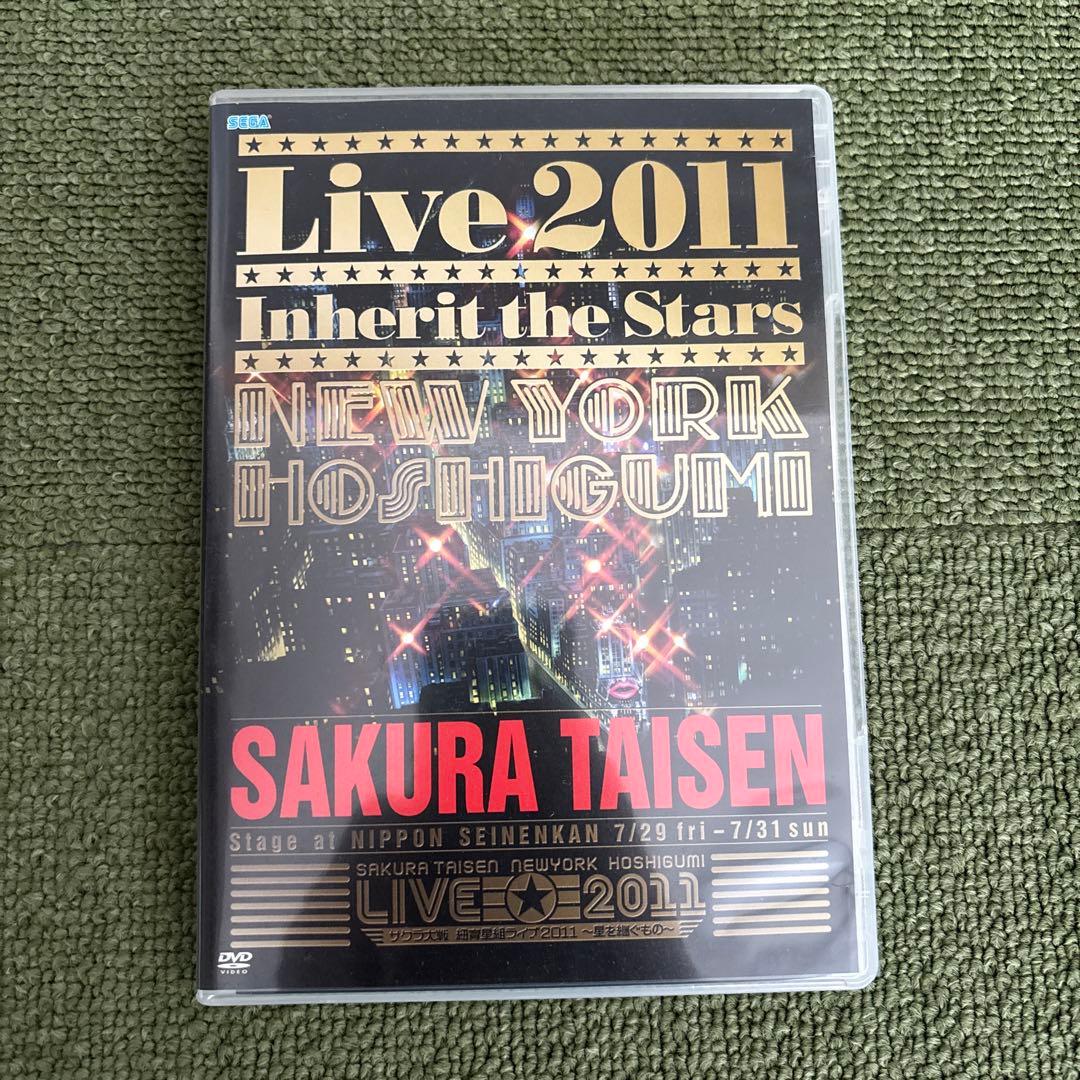 SEGA
Live 2011
Inherit the Stars
NEW YORK
HOSHIGUMI
SAKURA TAISEN
Stage at NIPPON SEINENKAN 7/29 fri – 7/31 sun
SAKURA TAISEN NEWYORK HOSHIGUMI
LIVE★2011
サクラ大戦 紐育星組ライブ2011 〜星を継ぐもの〜
DVD
VIDEO